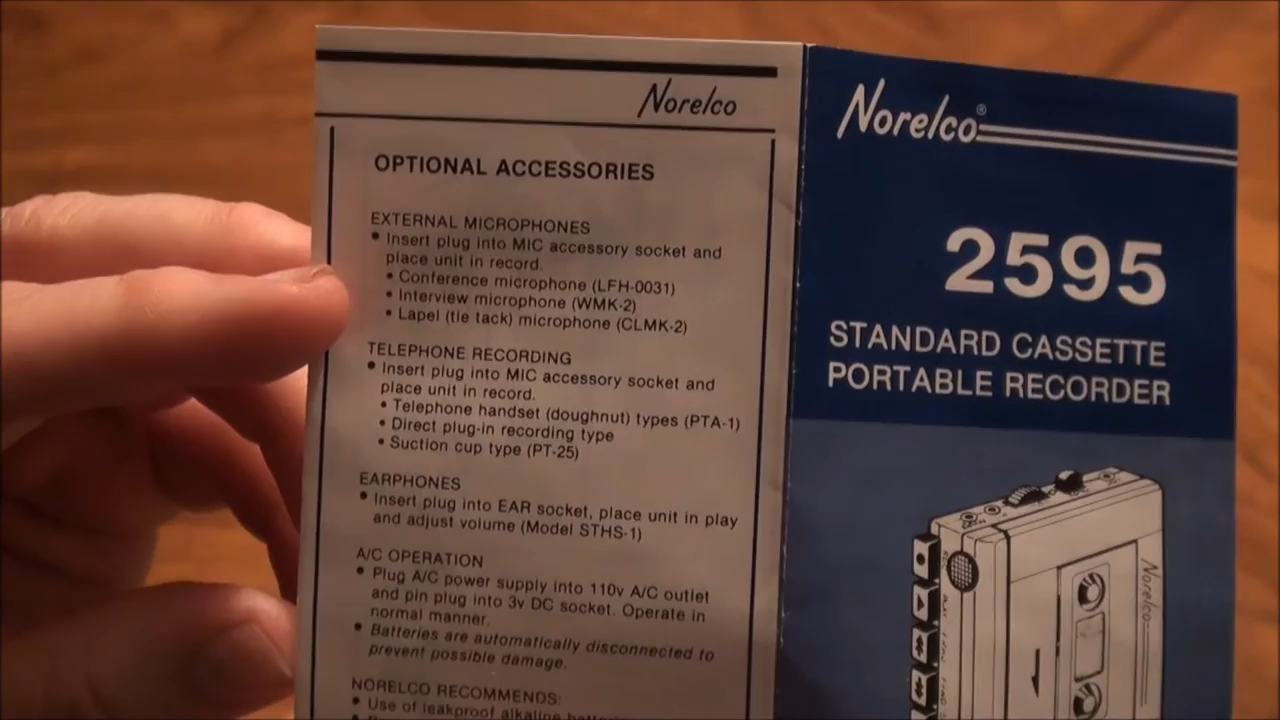 Norelco
OPTIONAL ACCESSORIES
EXTERNAL MICROPHONES
• Insert plug into MIC accessory socket and
place unit in record.
• Conference microphone (LFH-0031)
• Interview microphone (WMK-2)
• Lapel (tie tack) microphone (CLMK-2)
TELEPHONE RECORDING
• Insert plug into MIC accessory socket and
place unit in record.
• Telephone handset (doughnut) types (PTA-1)
• Direct plug-in recording type
• Suction cup type (PT-25)
EARPHONES
• Insert plug into EAR socket, place unit in play
and adjust volume (Model STHS-1)
A/C OPERATION
• Plug A/C power supply into 110v A/C outlet
and pin plug into 3v DC socket. Operate in
normal manner.
• Batteries are automatically disconnected to
prevent possible damage.
NORELCO RECOMMENDS:
• Use of leakproof alkaline
Norelco®
2595
STANDARD CASSETTE
PORTABLE RECORDER
Norelco